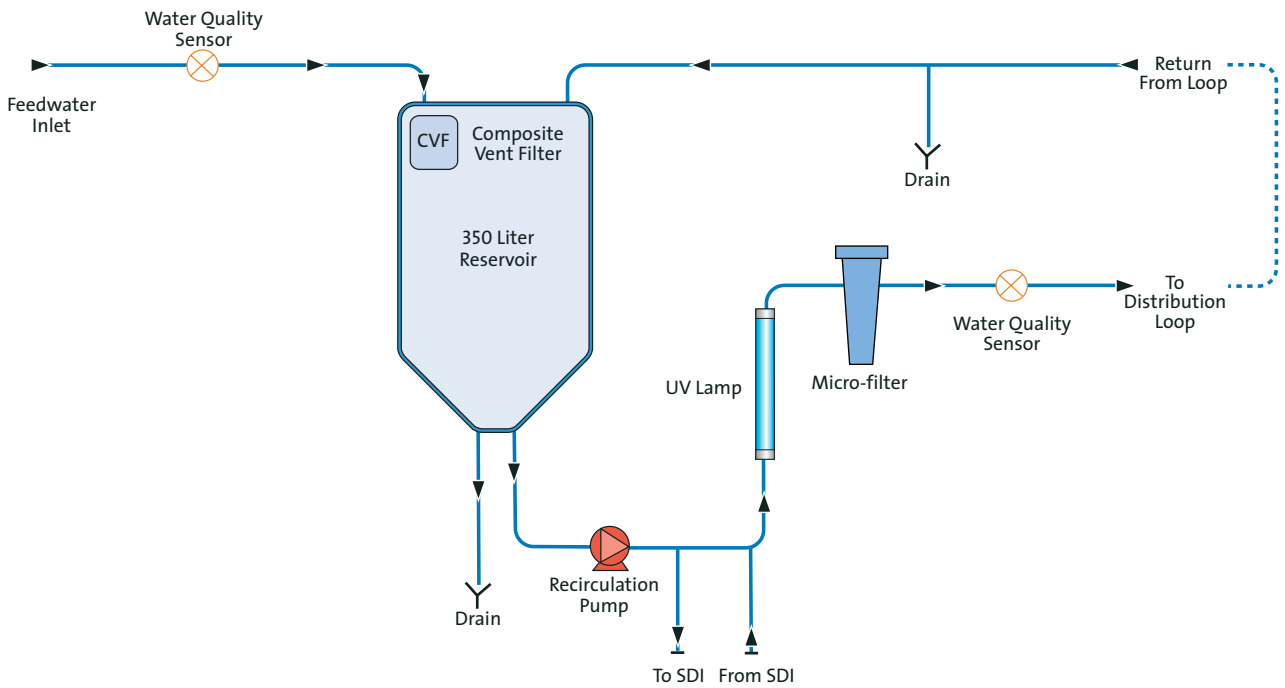 Water Quality
Sensor
Feedwater
Inlet
CVF
Composite
Vent Filter
350 Liter
Reservoir
Return
From Loop
Drain
To
Distribution
Loop
Water Quality
Sensor
Micro-filter
UV Lamp
Recirculation
Pump
Drain
To SDI
From SDI